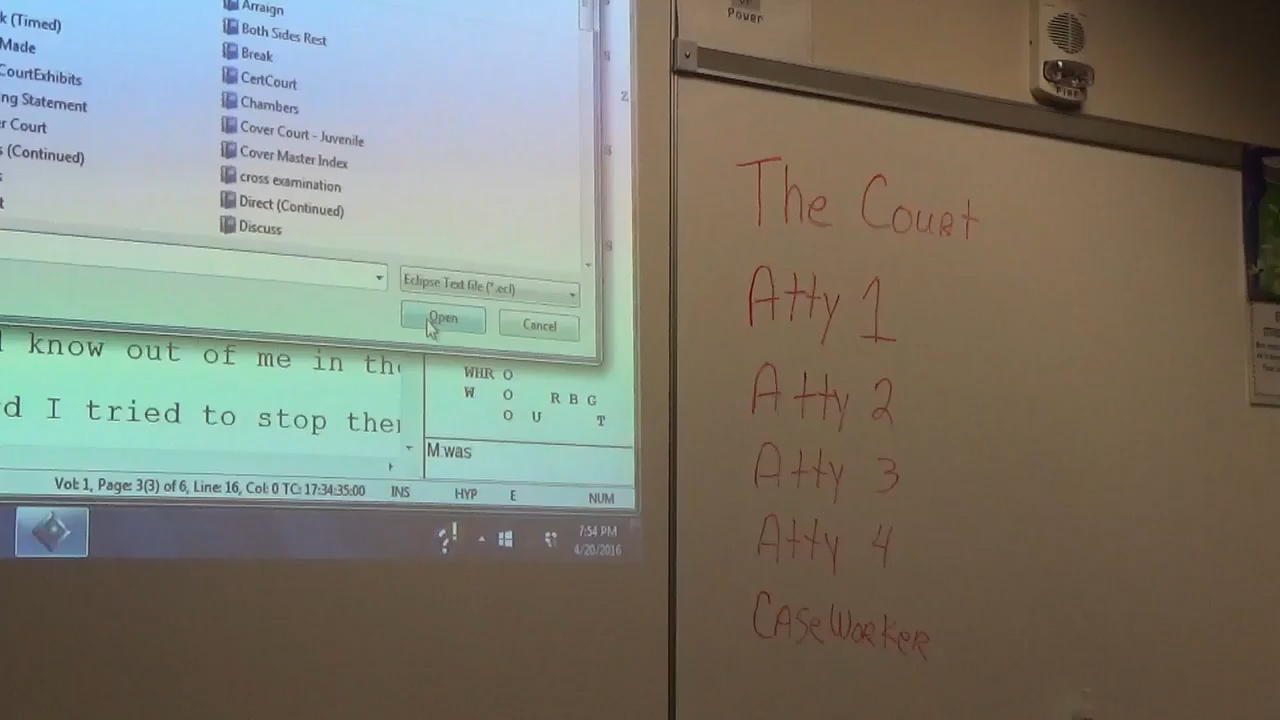 k (Timed)
Made
CourtExhibits
ng Statement
r Court
s (Continued)
s
t
Arraign
Both Sides Rest
Break
CertCourt
Chambers
Cover Court - Juvenile
Cover Master Index
cross examination
Direct (Continued)
Discuss
Eclipse Text file (*.ecl)
Open
Cancel
know out of me in the
d I tried to stop them
WHR O
W O R B G
O U T
M:was
Vol: 1, Page: 3(3) of 6, Line: 16, Col: 0 TC: 17:34:35:00 INS HYP E NUM
7:54 PM
4/20/2016
Power
FIRE
The Court
Atty 1
Atty 2
Atty 3
Atty 4
CASeWorKer